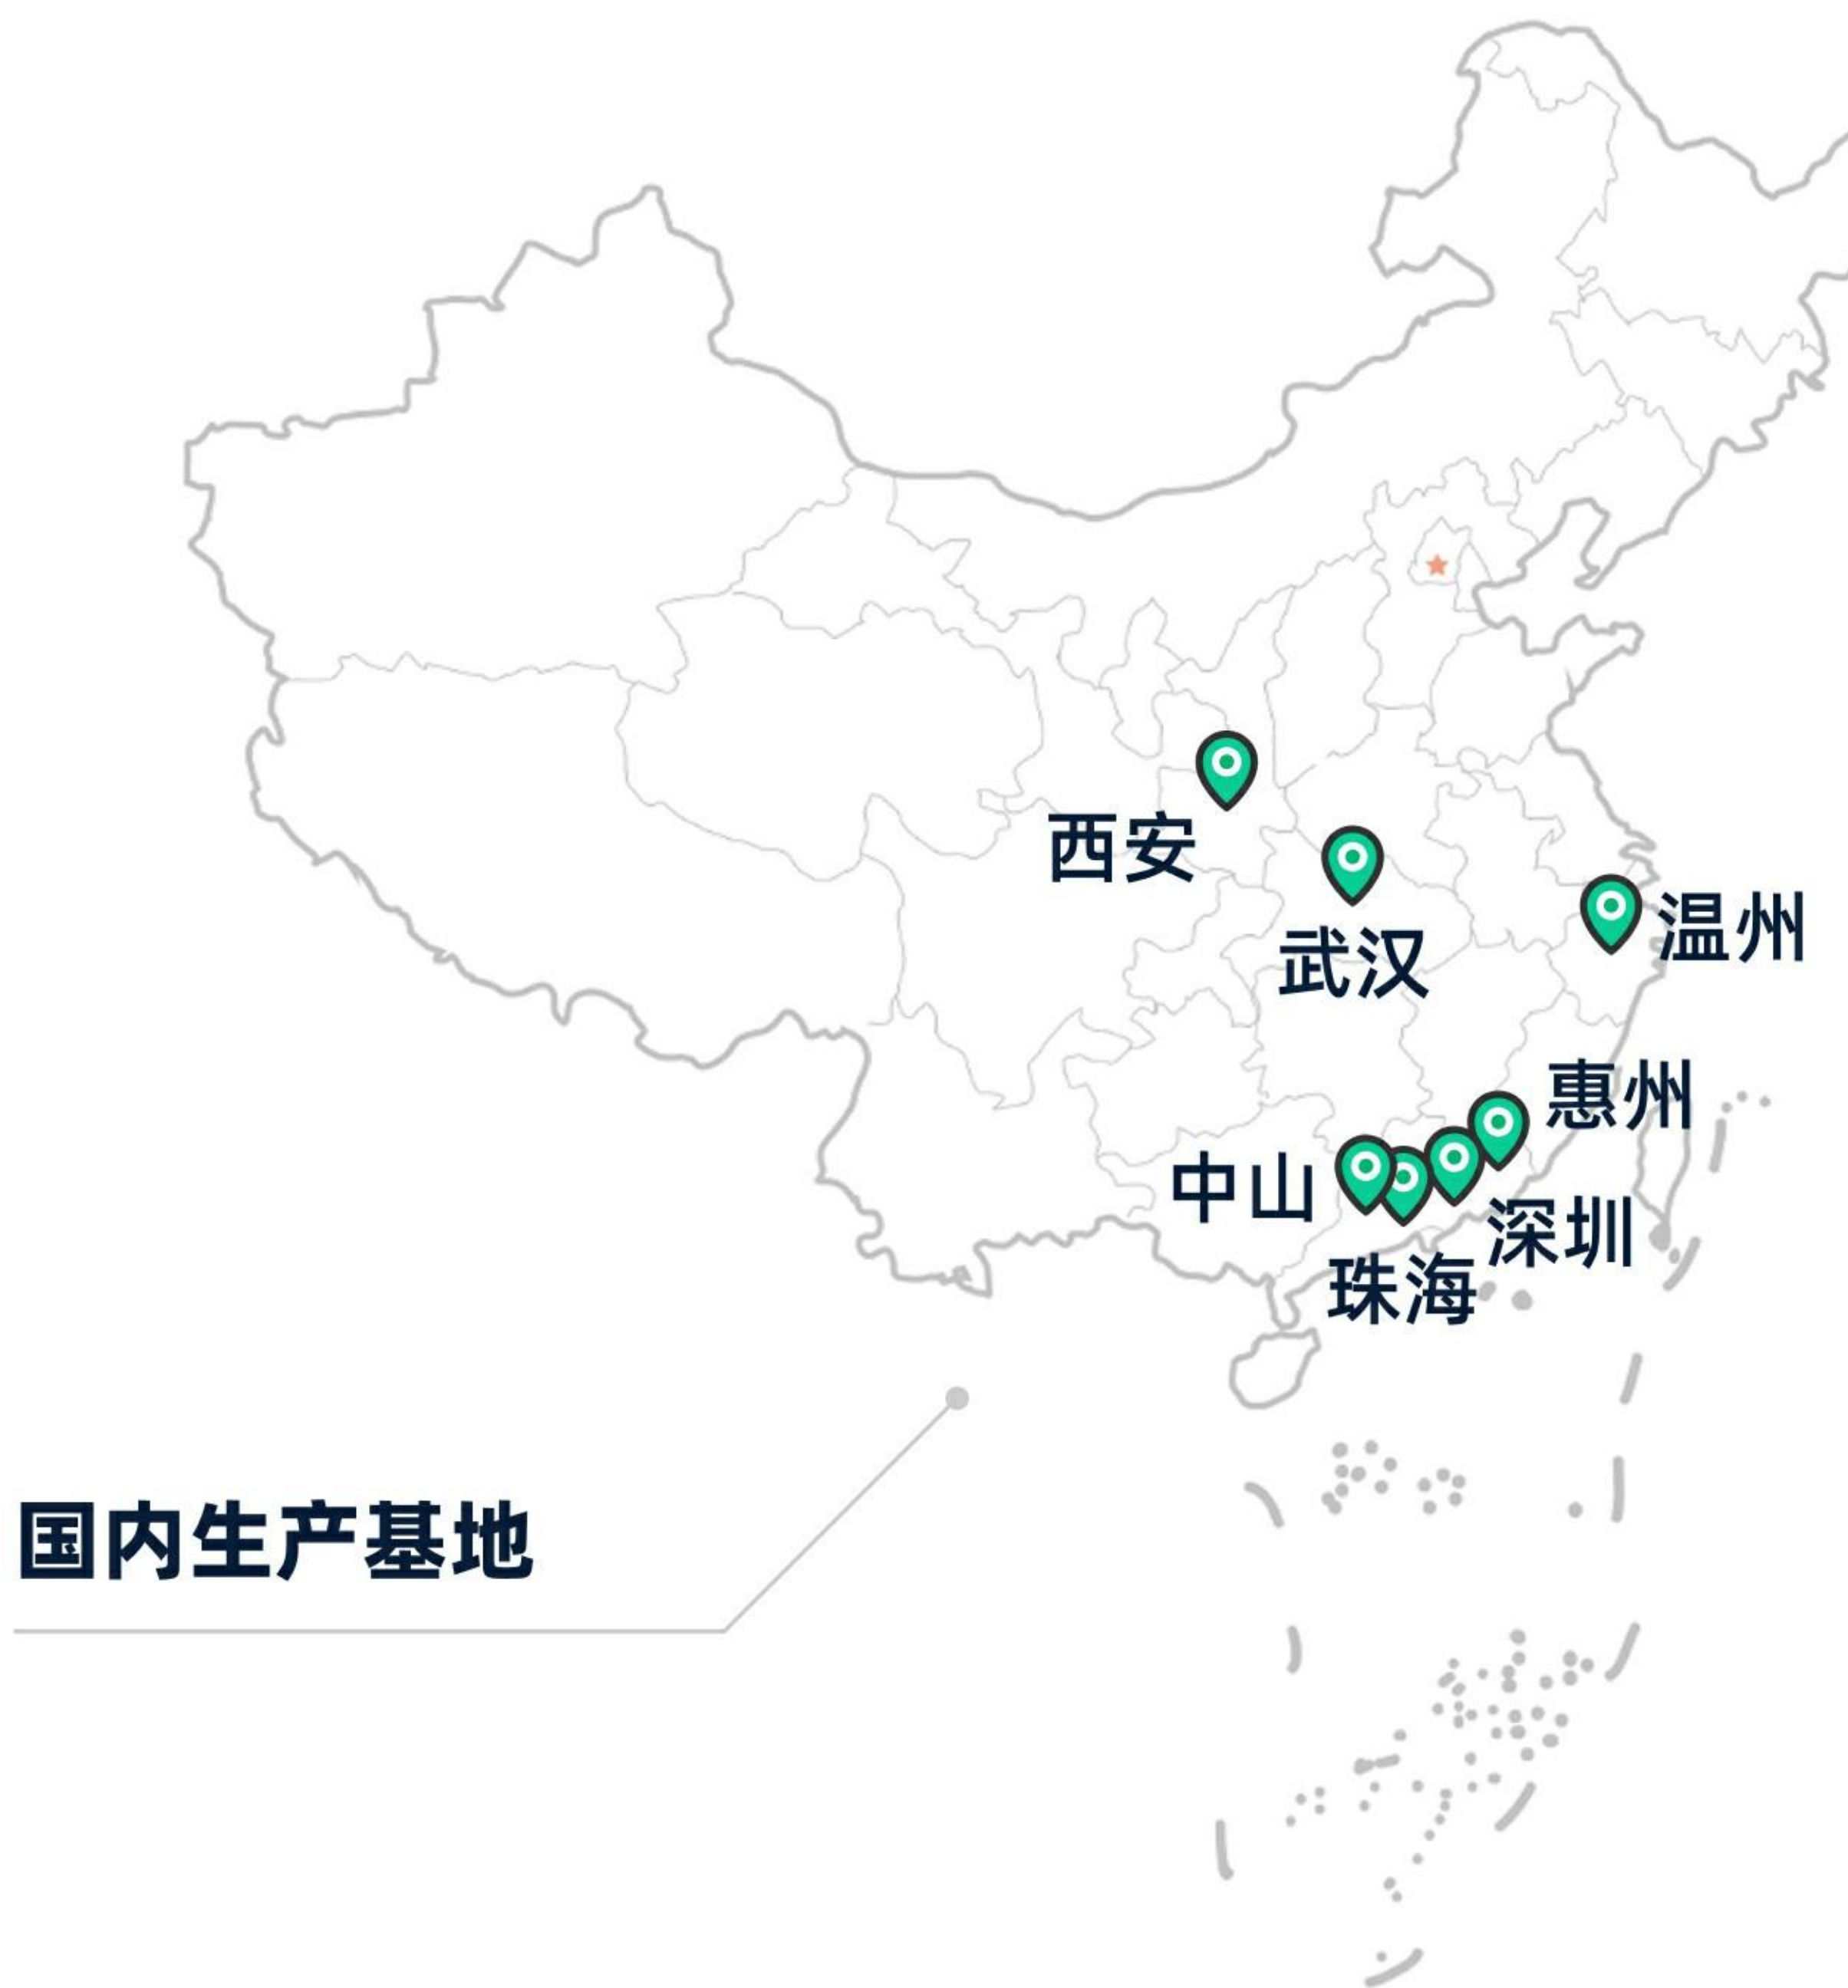 西安
武汉
温州
惠州
中山
深圳
珠海
国内生产基地